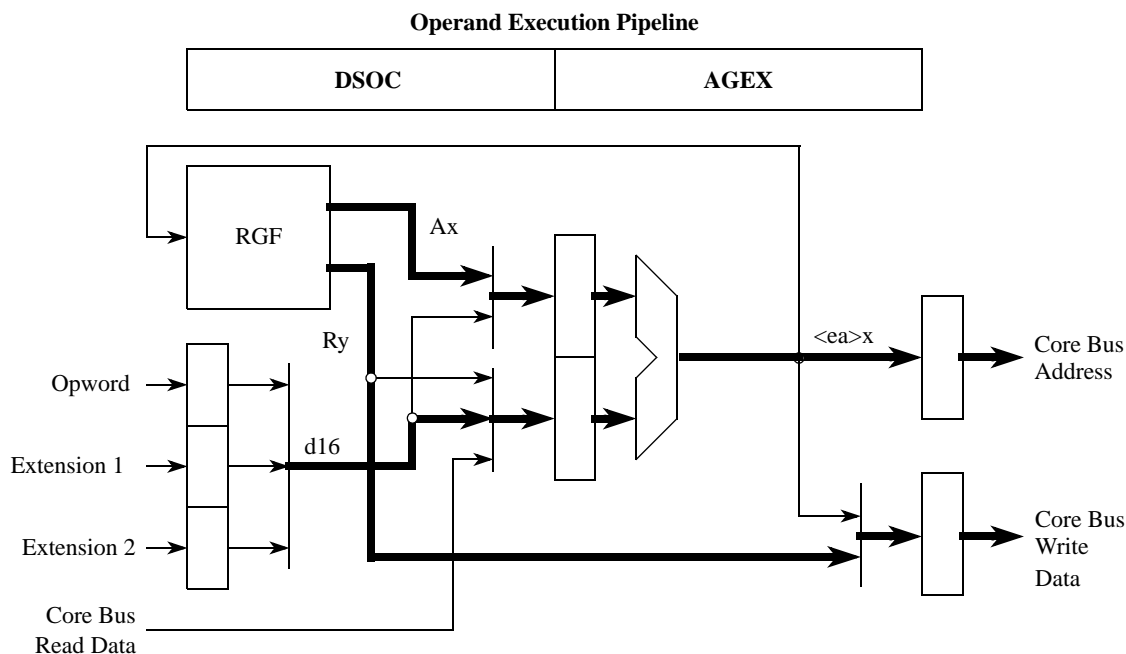 Operand Execution Pipeline
DSOC
AGEX
RGF
Ax
Ry
<ea>x
Core Bus
Address
Opword
d16
Extension 1
Extension 2
Core Bus
Write
Data
Core Bus
Read Data